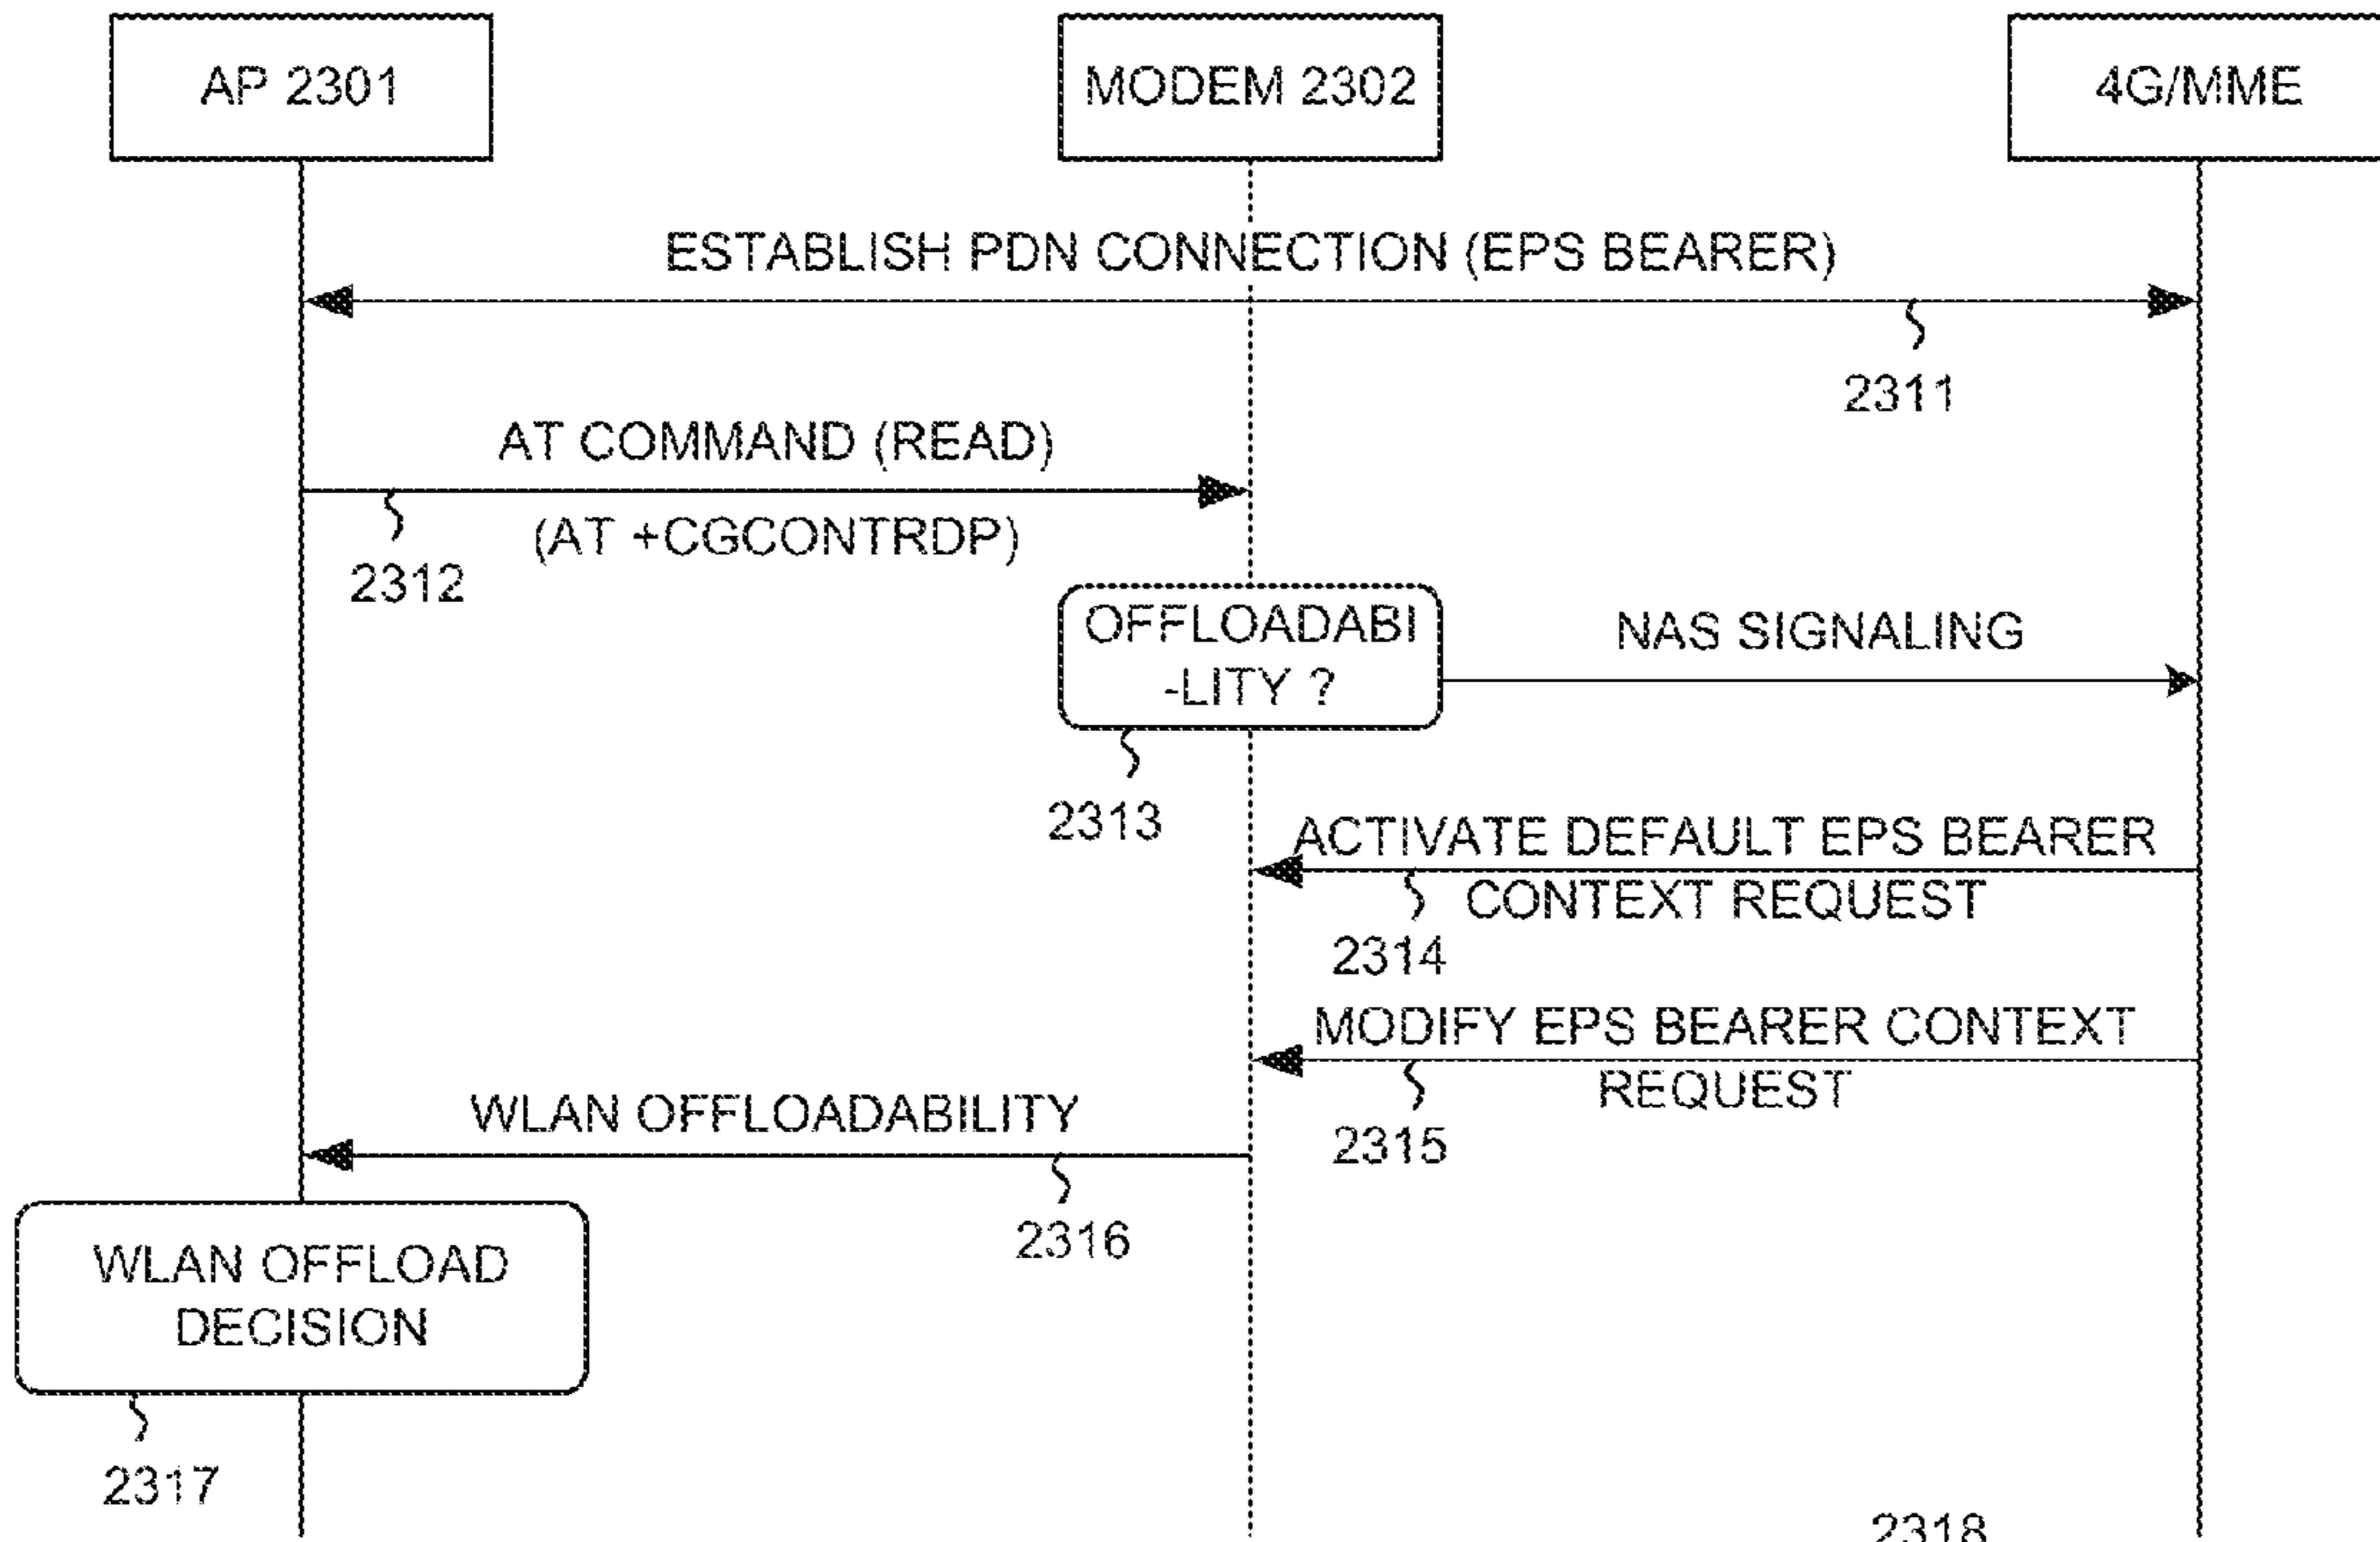 AP 2301
MODEM 2302
4G/MME
ESTABLISH PDN CONNECTION (EPS BEARER)
2311
AT COMMAND (READ)
(AT +CGCONTRDP)
2312
OFFLOADABI
-LITY ?
NAS SIGNALING
2313
ACTIVATE DEFAULT EPS BEARER
CONTEXT REQUEST
2314
MODIFY EPS BEARER CONTEXT
REQUEST
2315
WLAN OFFLOADABILITY
2316
WLAN OFFLOAD
DECISION
2317
2318